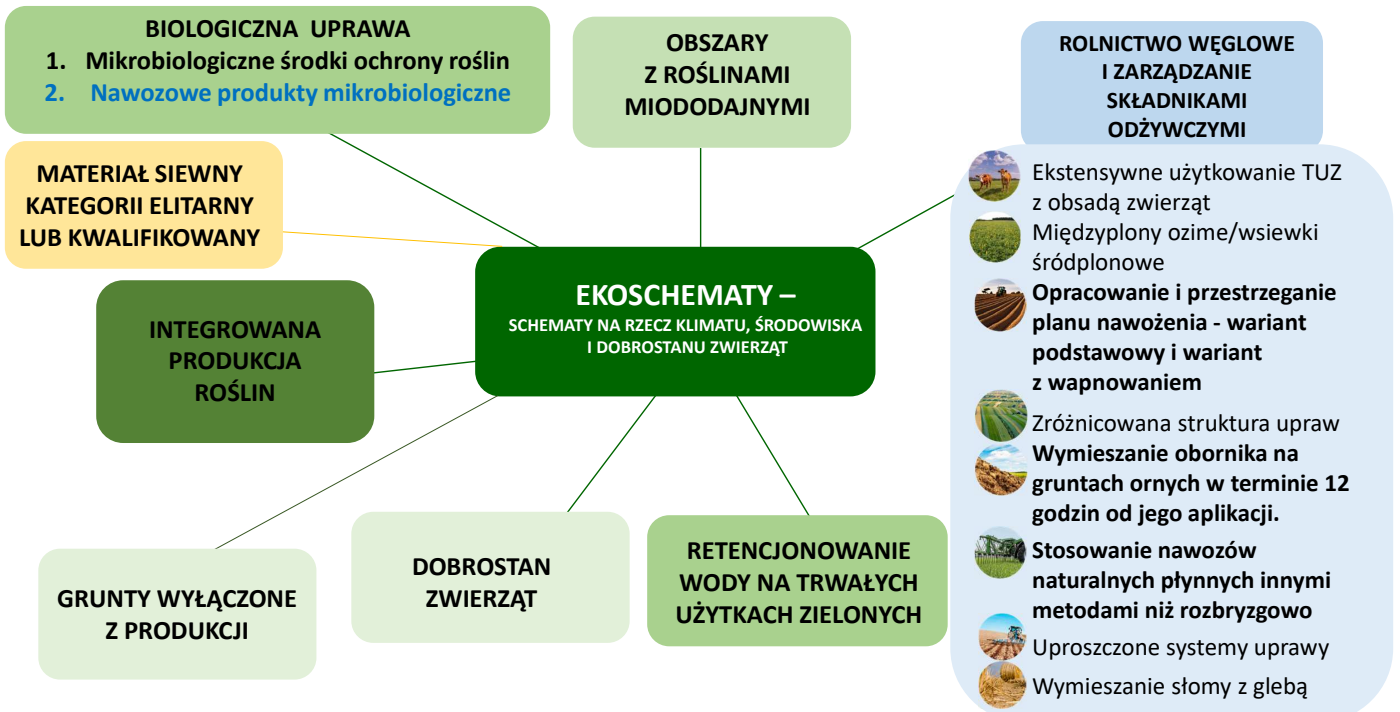 BIOLOGICZNA UPRAWA
1. Mikrobiologiczne środki ochrony roślin
2. Nawozowe produkty mikrobiologiczne
OBSZARY
Z ROŚLINAMI
MIODODAJNYMI
ROLNICTWO WĘGLOWE
I ZARZĄDZANIE
SKŁADNIKAMI
ODŻYWCZYMI
MATERIAŁ SIEWNY
KATEGORII ELITARNY
LUB KWALIFIKOWANY
EKOSCHEMATY –
SCHEMATY NA RZECZ KLIMATU, ŚRODOWISKA
I DOBROSTANU ZWIERZĄT
INTEGROWANA
PRODUKCJA
ROŚLIN
GRUNTY WYŁĄCZONE
Z PRODUKCJI
DOBROSTAN
ZWIERZĄT
RETENCJONOWANIE
WODY NA TRWAŁYCH
UŻYTKACH ZIELONYCH
Ekstensywne użytkowanie TUZ
z obsadą zwierząt
Międzyplony ozime/wsiewki
śródplonowe
Opracowanie i przestrzeganie
planu nawożenia - wariant
podstawowy i wariant
z wapnowaniem
Zróżnicowana struktura upraw
Wymieszanie obornika na
gruntach ornych w terminie 12
godzin od jego aplikacji.
Stosowanie nawozów
naturalnych płynnych innymi
metodami niż rozbryzgowo
Uproszczone systemy uprawy
Wymieszanie słomy z glebą